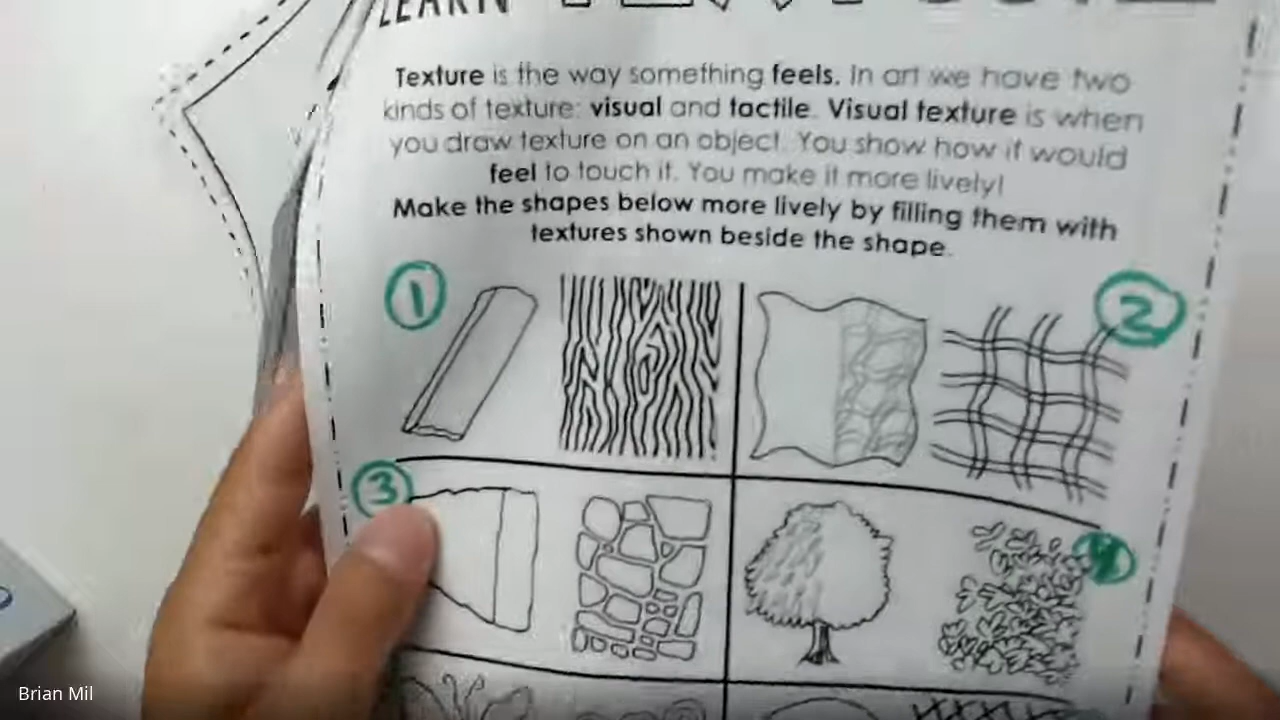 LEARN
Texture is the way something feels. In art we have two
kinds of texture: visual and tactile. Visual texture is when
you draw texture on an object. You show how it would
feel to touch it. You make it more lively!
Make the shapes below more lively by filling them with
textures shown beside the shape.
1
2
3
4
Brian Mil